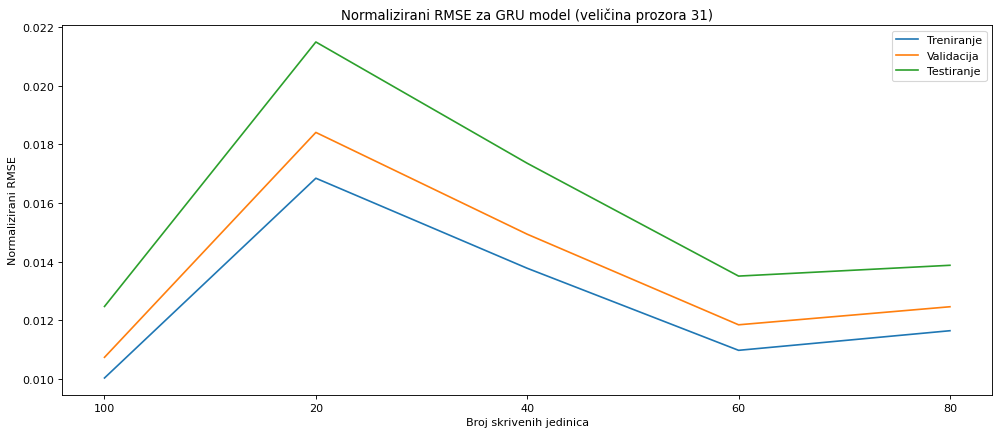 Normalizirani RMSE za GRU model (veličina prozora 31)
Treniranje
Validacija
Testiranje
Normalizirani RMSE
0.022
0.020
0.018
0.016
0.014
0.012
0.010
100 20 40 60 80
Broj skrivenih jedinica